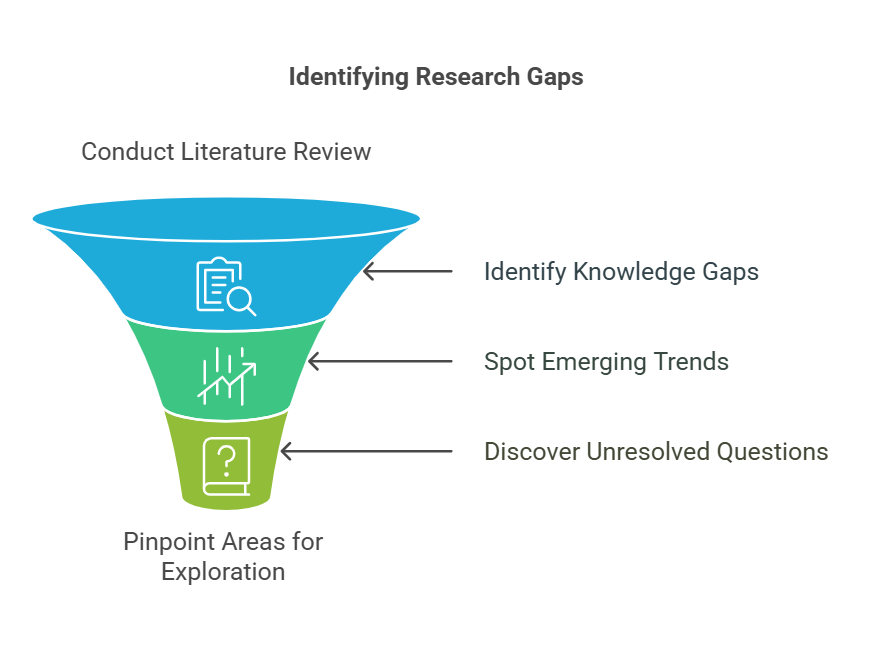 Identifying Research Gaps
Conduct Literature Review
Identify Knowledge Gaps
Spot Emerging Trends
?
Discover Unresolved Questions
Pinpoint Areas for
Exploration